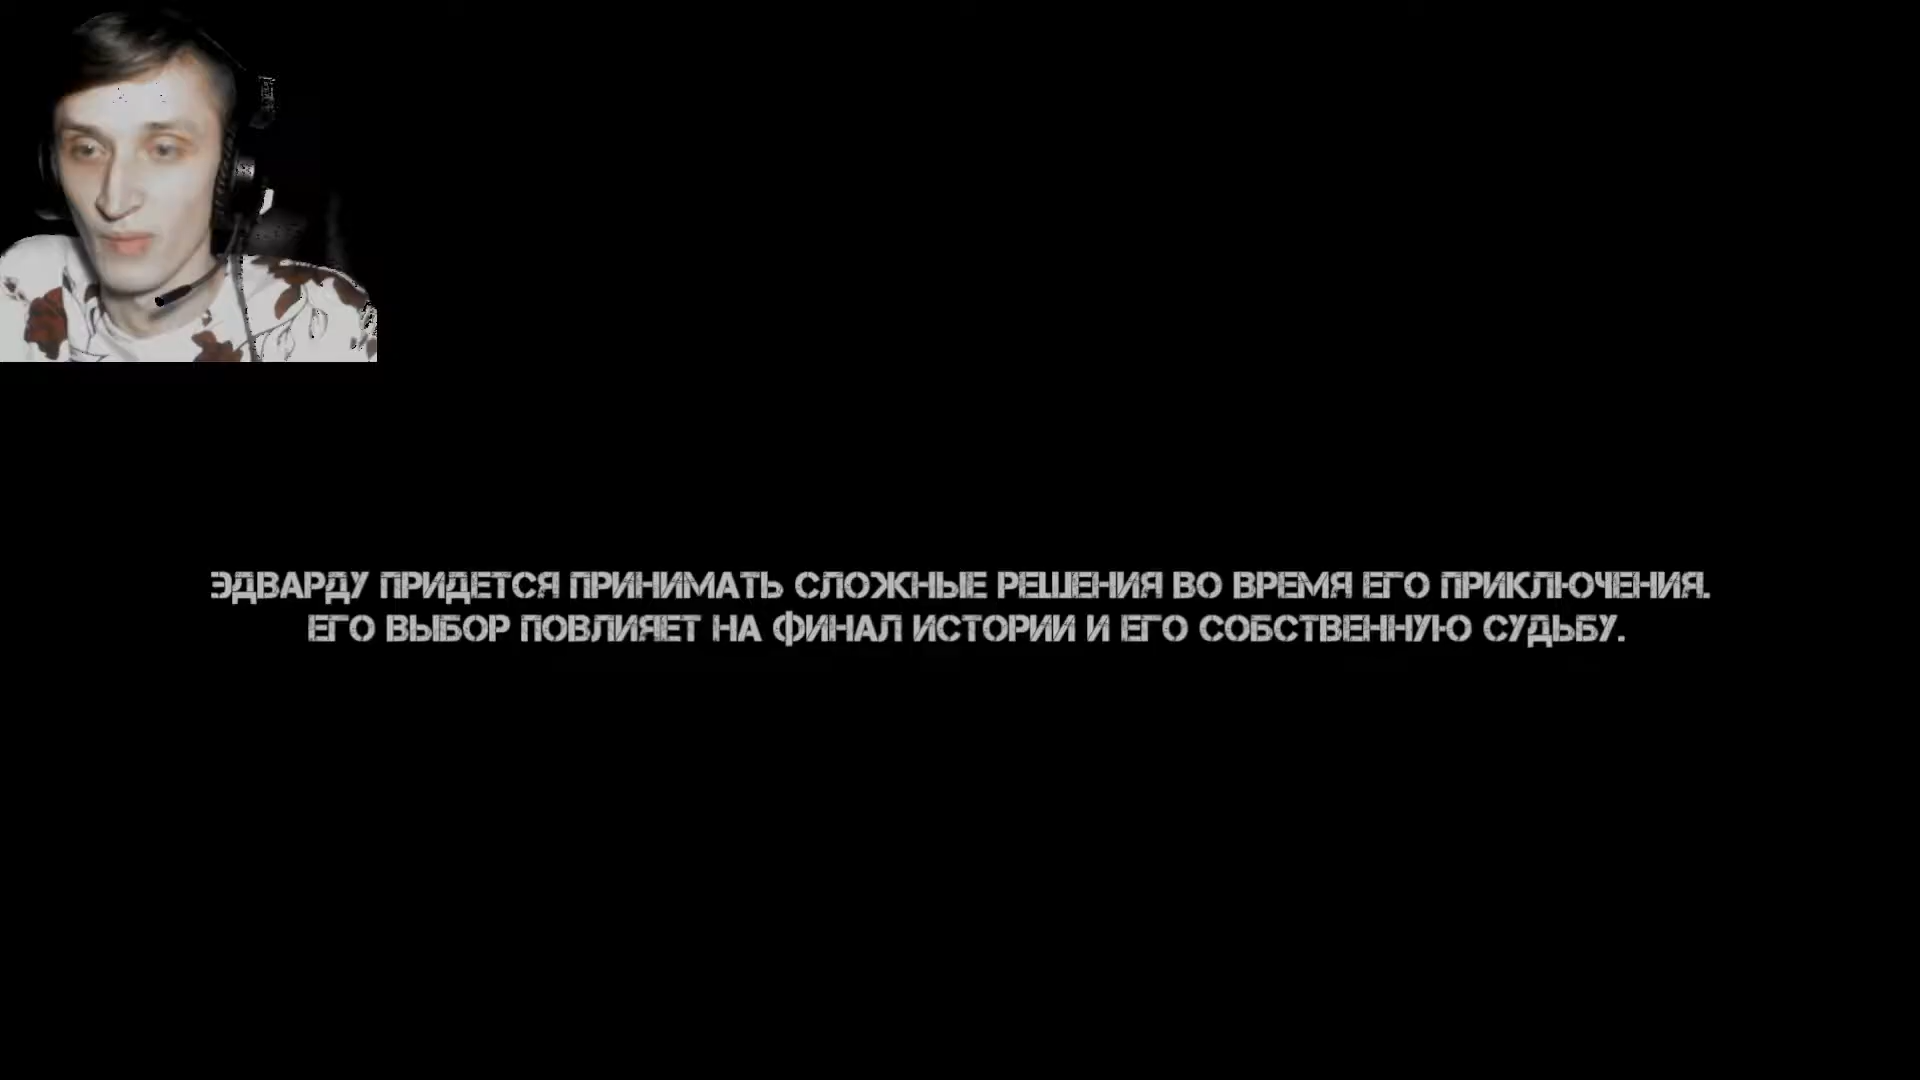 ЭДВАРДУ ПРИДЕТСЯ ПРИНИМАТЬ СЛОЖНЫЕ РЕШЕНИЯ ВО ВРЕМЯ ЕГО ПРИКЛЮЧЕНИЯ.
ЕГО ВЫБОР ПОВЛИЯЕТ НА ФИНАЛ ИСТОРИИ И ЕГО СОБСТВЕННУЮ СУДЬБУ.